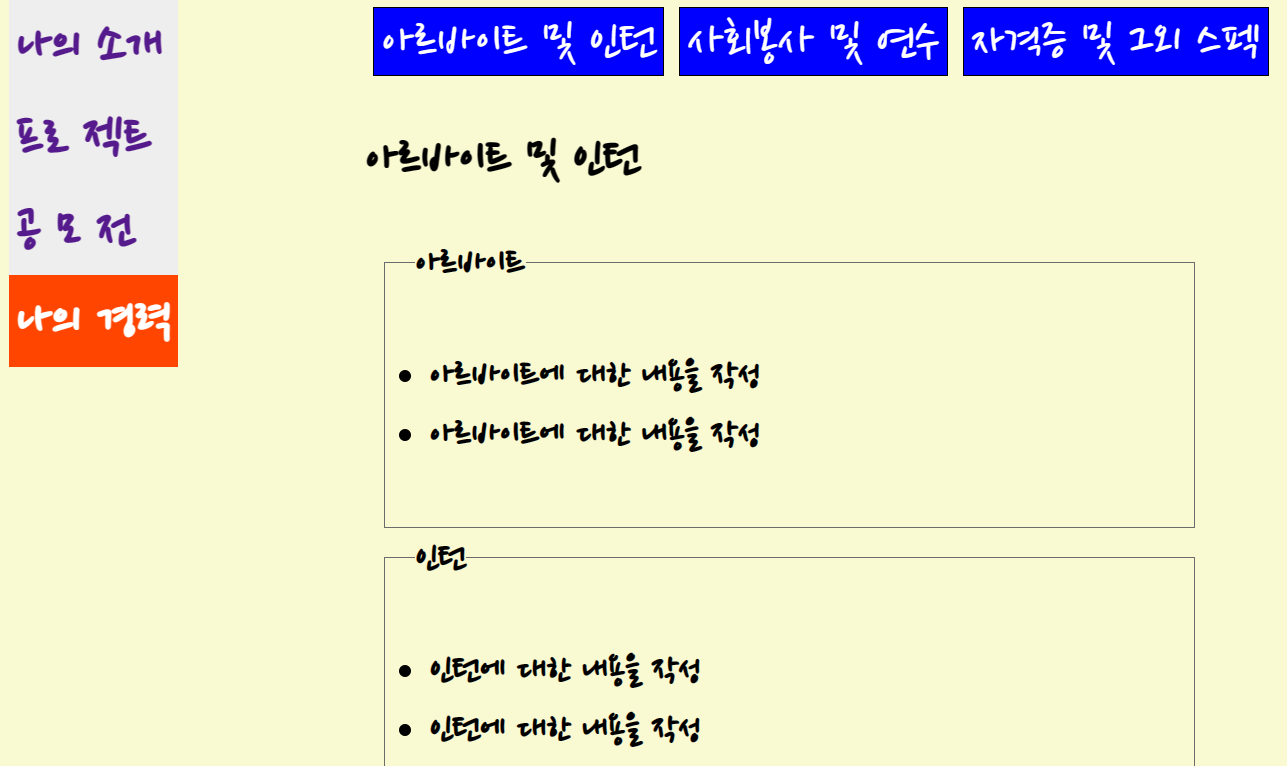 나의 소개
프로 젝트
공 모 전
나의 경력
아르바이트 및 인턴
사회봉사 및 연수
자격증 및 그외 스펙
아르바이트 및 인턴
아르바이트
아르바이트에 대한 내용을 작성
아르바이트에 대한 내용을 작성
인턴
인턴에 대한 내용을 작성
인턴에 대한 내용을 작성